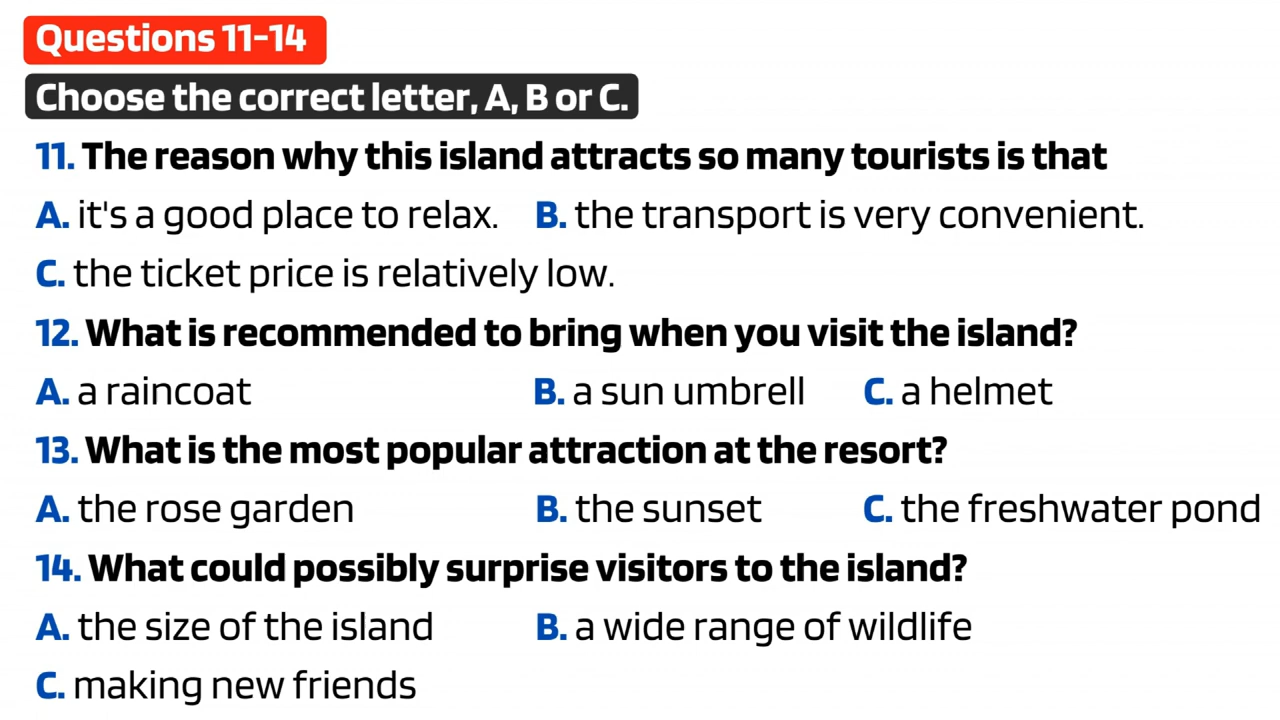 Questions 11-14
Choose the correct letter, A, B or C.
11. The reason why this island attracts so many tourists is that
A. it's a good place to relax. B. the transport is very convenient.
C. the ticket price is relatively low.
12. What is recommended to bring when you visit the island?
A. a raincoat B. a sun umbrell C. a helmet
13. What is the most popular attraction at the resort?
A. the rose garden B. the sunset C. the freshwater pond
14. What could possibly surprise visitors to the island?
A. the size of the island B. a wide range of wildlife
C. making new friends